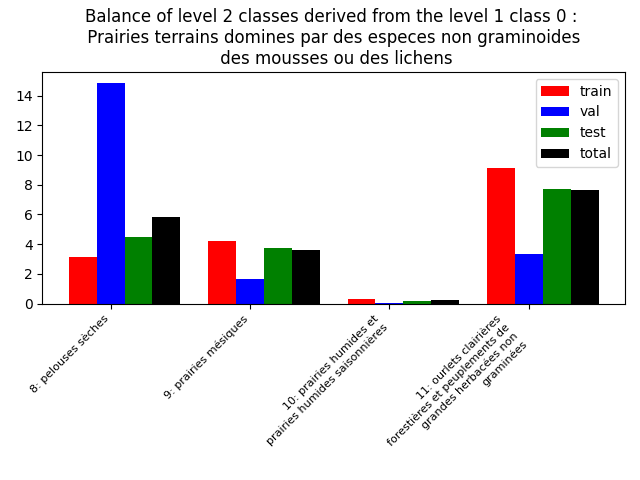 Balance of level 2 classes derived from the level 1 class 0 :
Prairies terrains domines par des especes non graminoides
des mousses ou des lichens
train
val
test
total
14
12
10
8
6
4
2
0
8: pelouses sèches
9: prairies mésiques
10: prairies humides et
prairies humides saisonnières
11: ourlets clairières
forestières et peuplements de
grandes herbacées non
graminées